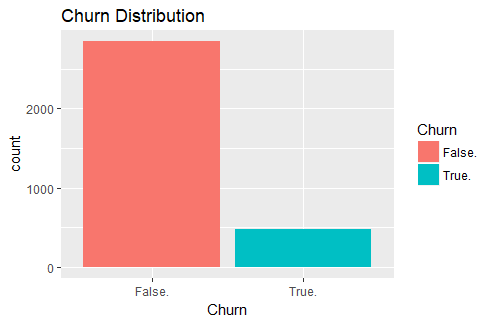 Churn Distribution
count
2000
1000
0
False.
True.
Churn
Churn
False.
True.